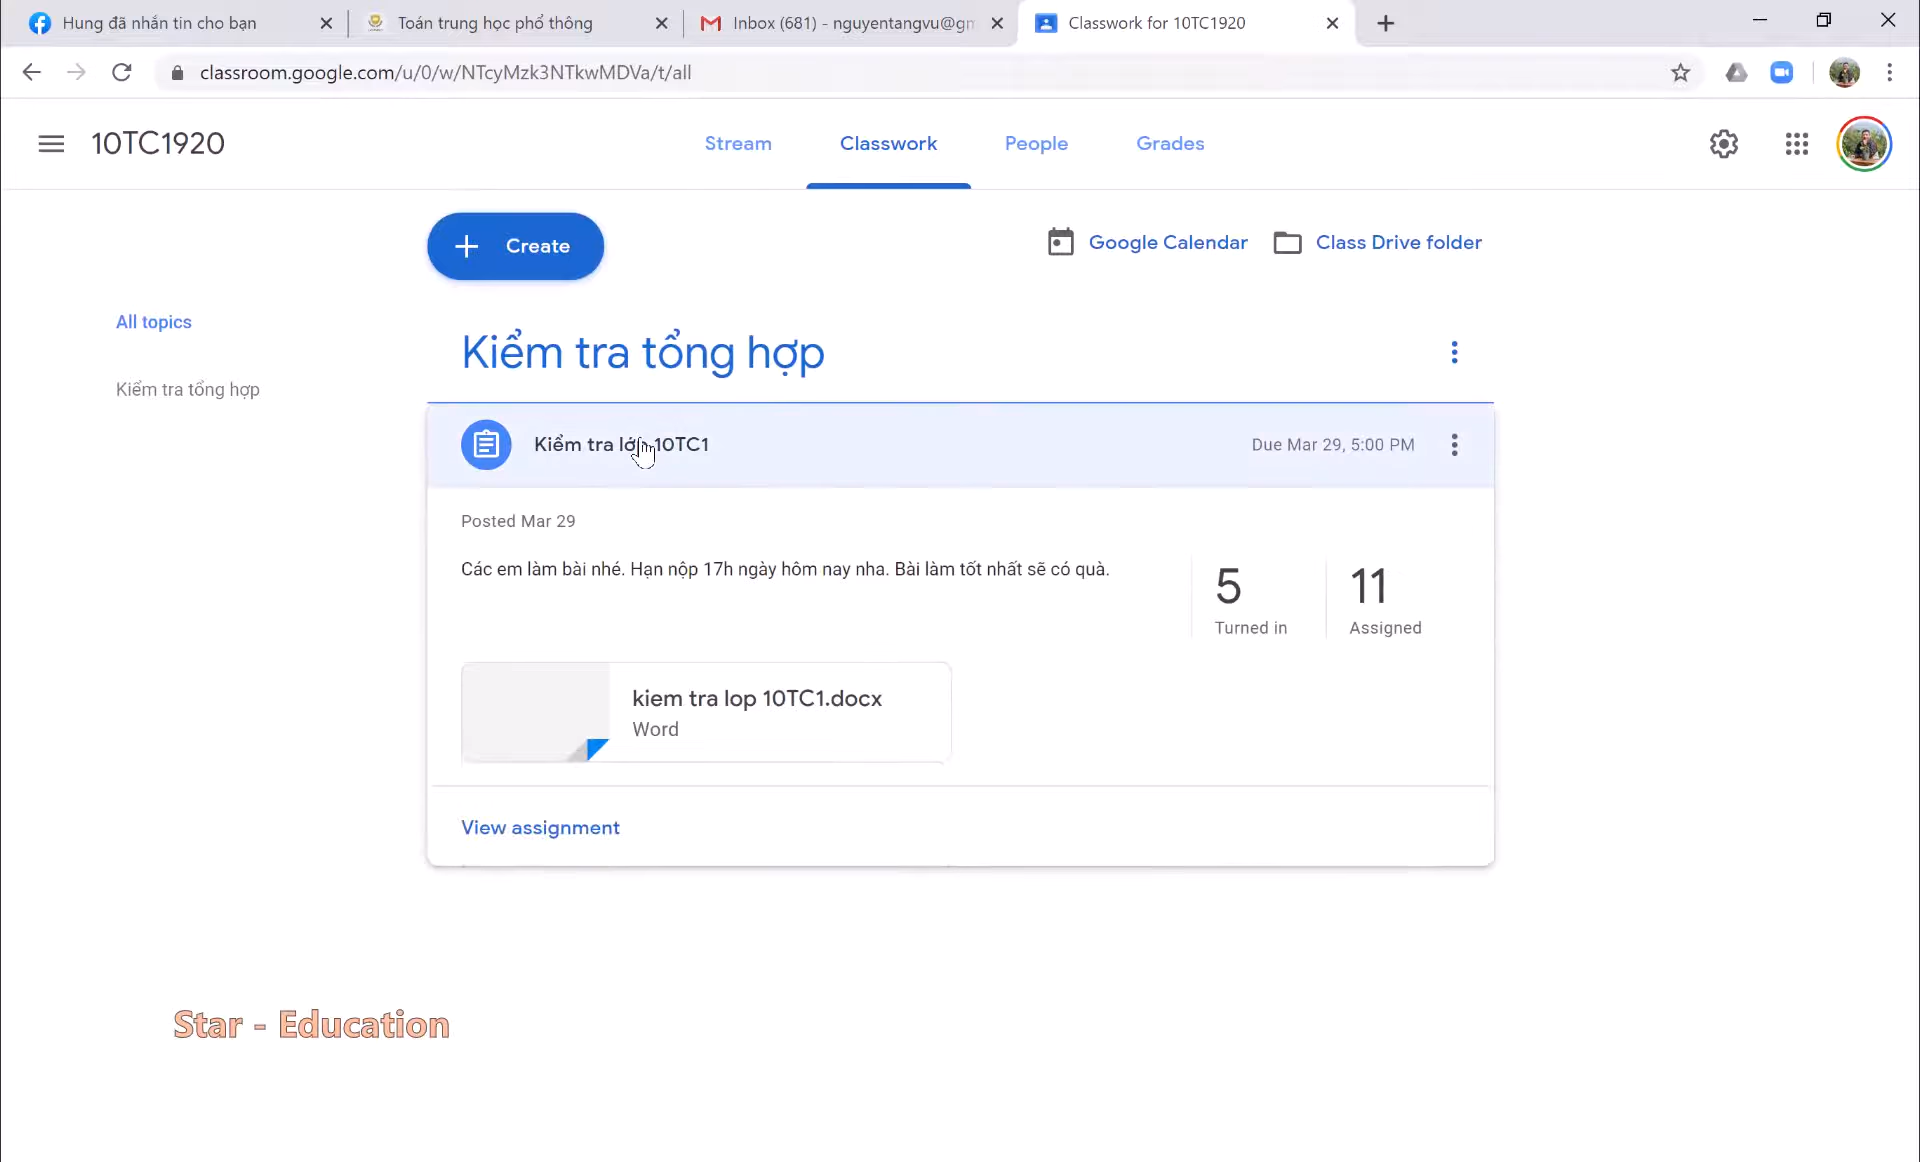 Hung đã nhắn tin cho bạn
Toán trung học phổ thông
Inbox (681) - nguyentangvu@gm
Classwork for 10TC1920
classroom.google.com/u/0/w/NTcyMzk3NTkwMDVa/t/all
10TC1920
Stream
Classwork
People
Grades
Create
Google Calendar
Class Drive folder
All topics
Kiểm tra tổng hợp
Kiểm tra tổng hợp
Kiểm tra lớp 10TC1
Due Mar 29, 5:00 PM
Posted Mar 29
Các em làm bài nhé. Hạn nộp 17h ngày hôm nay nha. Bài làm tốt nhất sẽ có quà.
5
Turned in
11
Assigned
kiem tra lop 10TC1.docx
Word
View assignment
Star - Education